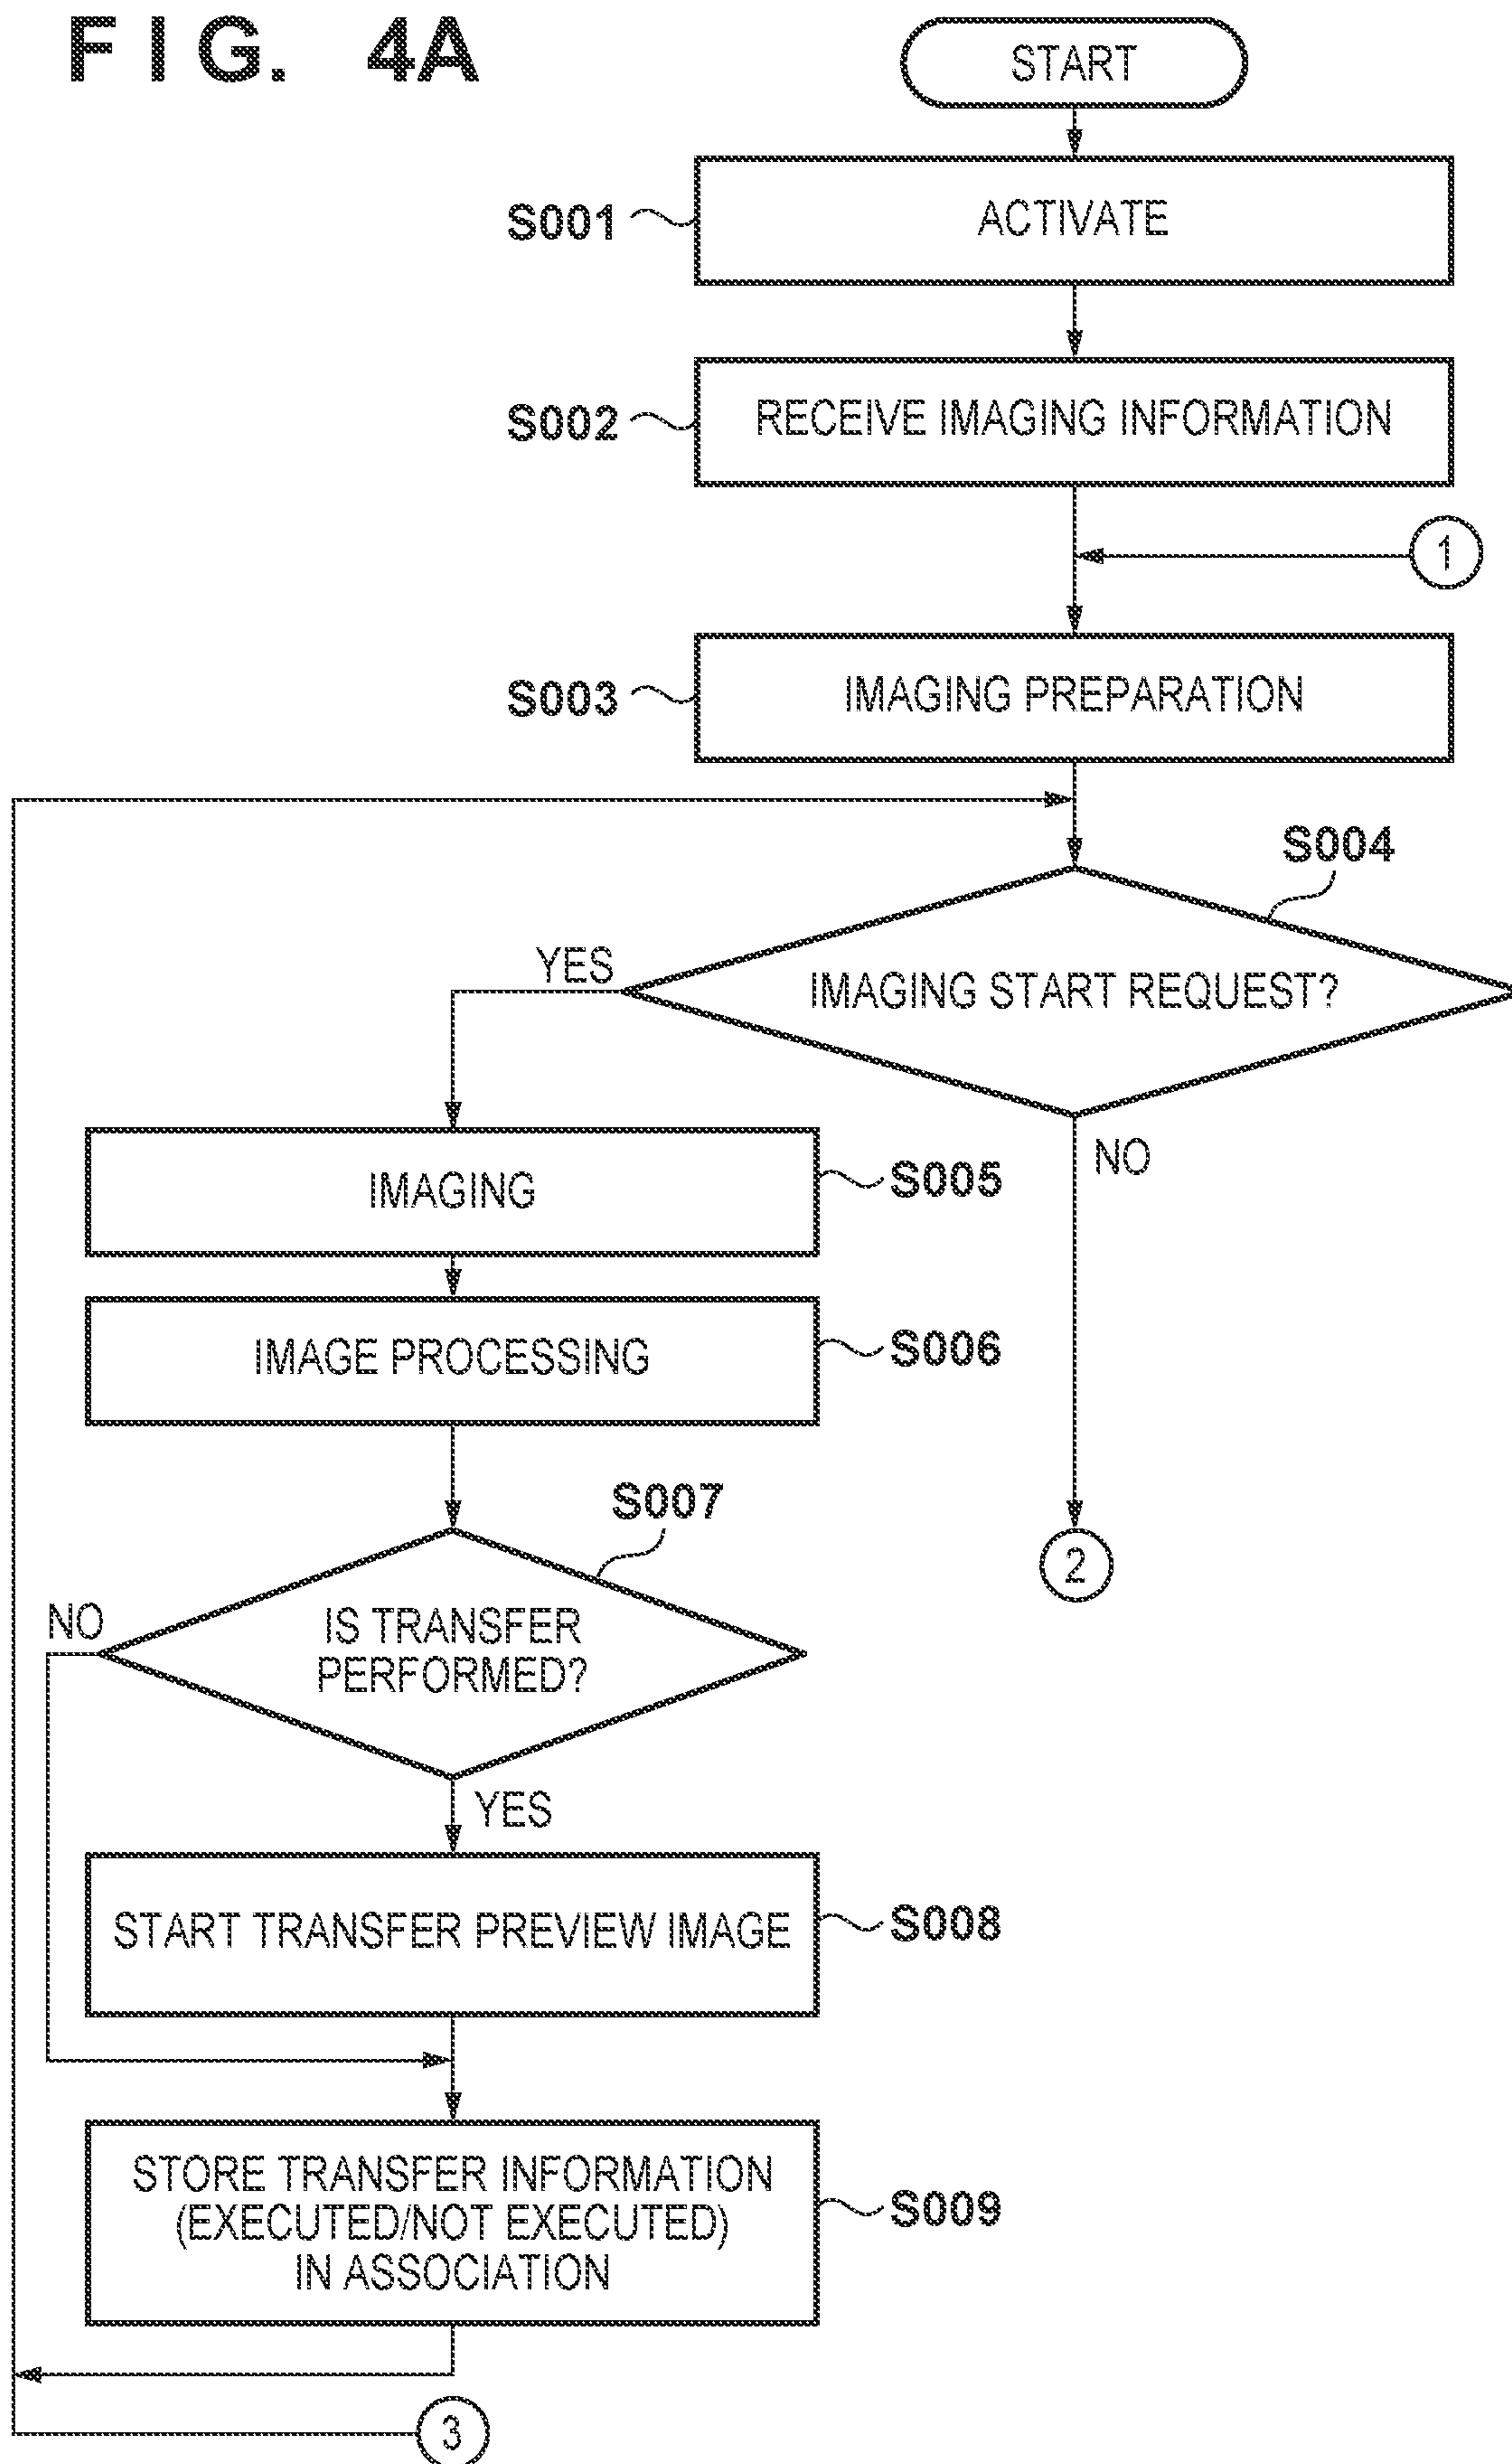 FIG. 4A
START
S001
ACTIVATE
S002
RECEIVE IMAGING INFORMATION
1
S003
IMAGING PREPARATION
S004
YES
IMAGING START REQUEST?
NO
IMAGING
S005
IMAGE PROCESSING
S006
S007
2
NO
IS TRANSFER
PERFORMED?
YES
START TRANSFER PREVIEW IMAGE
S008
STORE TRANSFER INFORMATION
(EXECUTED/NOT EXECUTED)
IN ASSOCIATION
S009
3